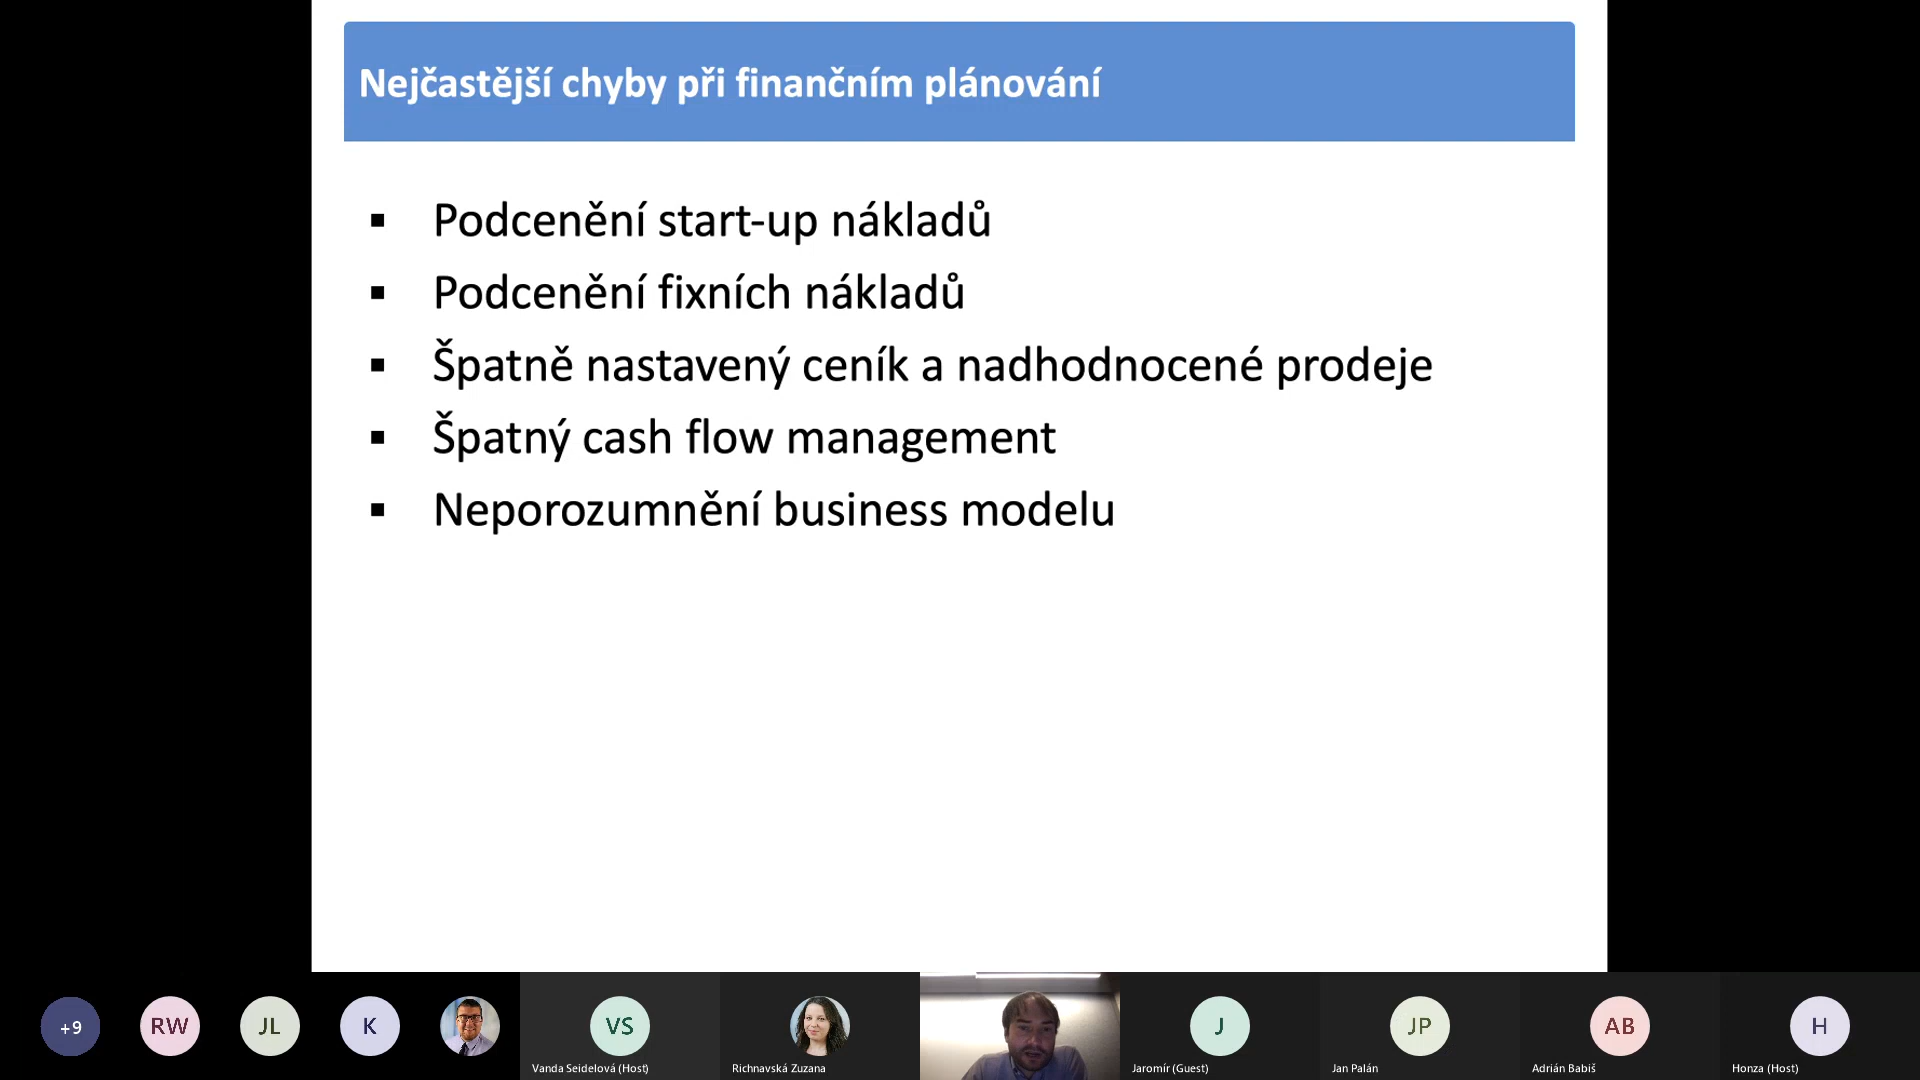 Nejčastější chyby při finančním plánování
▪ Podcenění start-up nákladů
▪ Podcenění fixních nákladů
▪ Špatně nastavený ceník a nadhodnocené prodeje
▪ Špatný cash flow management
▪ Neporozumnění business modelu
+9
RW
JL
K
VS
J
JP
AB
H
Vanda Seidelová (Host)
Richnavská Zuzana
Jaromír (Guest)
Jan Palán
Adrián Babiš
Honza (Host)